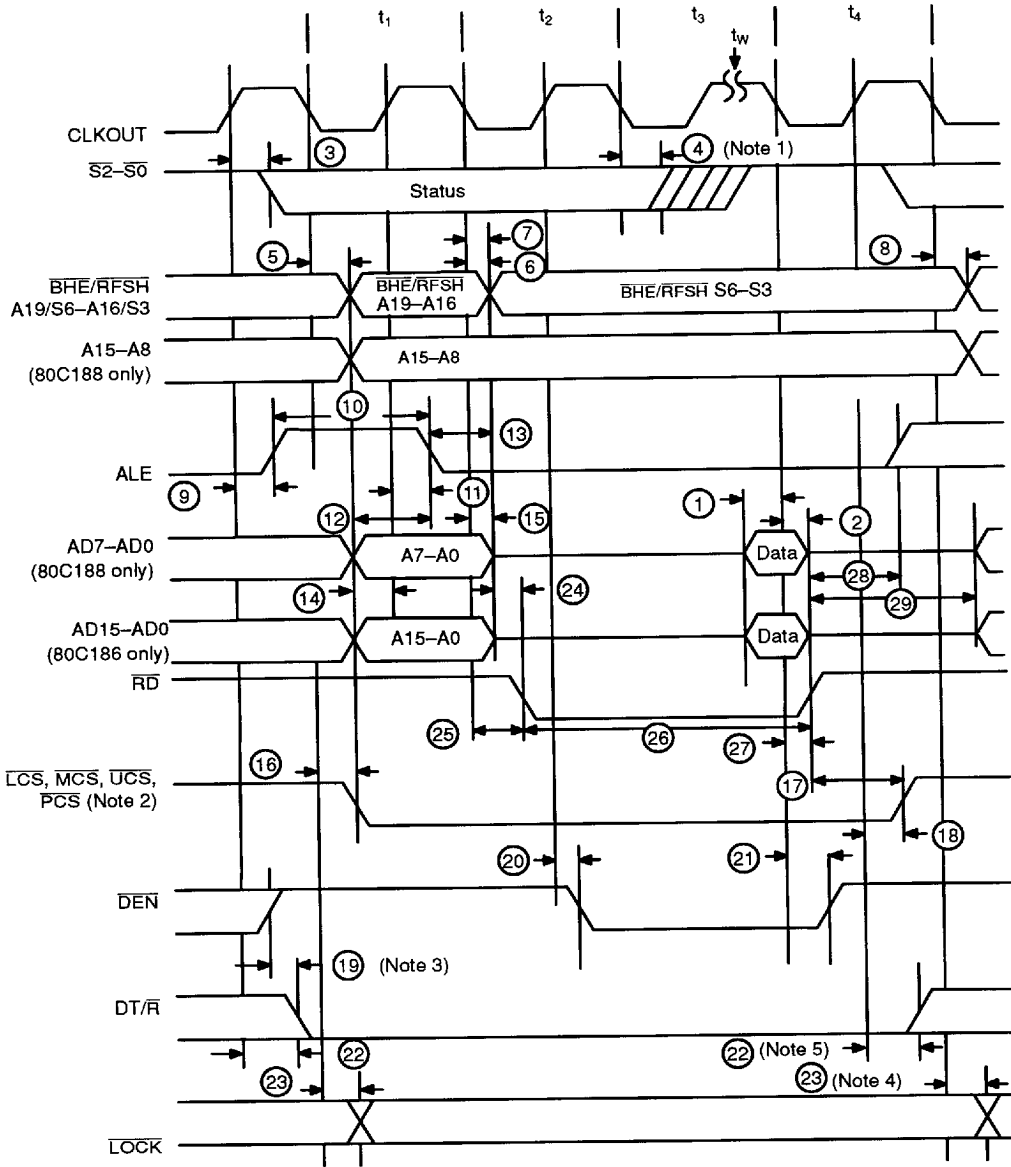 t1 t2 t3 t4
tW
CLKOUT
3 4 (Note 1)
S2–S0
Status
7
5 6 8
BHE/RFSH
A19/S6–A16/S3
BHE/RFSH
A19–A16
BHE/RFSH S6–S3
A15–A8
(80C188 only)
A15–A8
10
13
ALE
9 11 1
12 15 2
AD7–AD0
(80C188 only)
A7–A0 Data
28
14 24
29
AD15–AD0
(80C186 only)
A15–A0 Data
RD
25 26 27
16
LCS, MCS, UCS,
PCS (Note 2)
17
18
20 21
DEN
19 (Note 3)
DT/R
22 22 (Note 5)
23 23 (Note 4)
LOCK